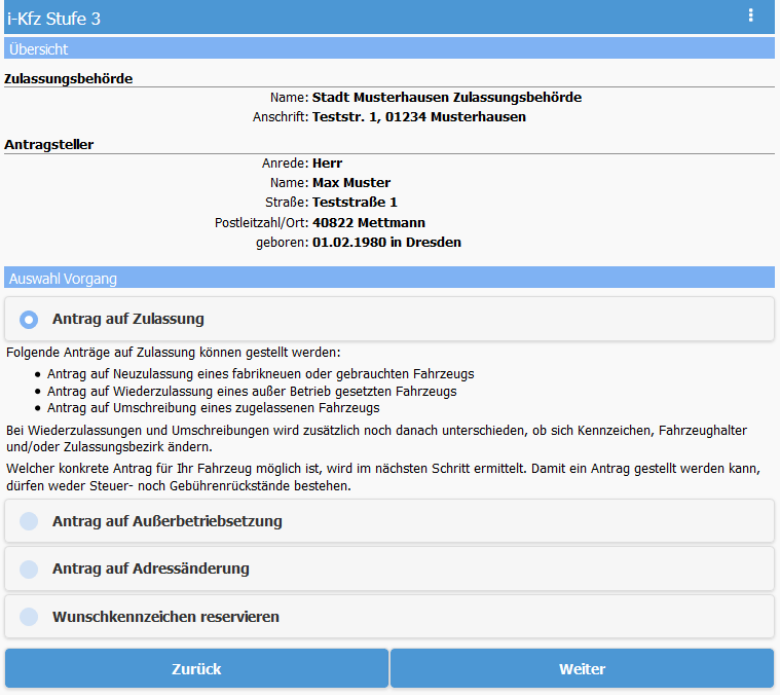 i-Kfz Stufe 3
Übersicht
Zulassungsbehörde
Name: Stadt Musterhausen Zulassungsbehörde
Anschrift: Teststr. 1, 01234 Musterhausen
Antragsteller
Anrede: Herr
Name: Max Muster
Straße: Teststraße 1
Postleitzahl/Ort: 40822 Mettmann
geboren: 01.02.1980 in Dresden
Auswahl Vorgang
Antrag auf Zulassung
Folgende Anträge auf Zulassung können gestellt werden:
• Antrag auf Neuzulassung eines fabrikneuen oder gebrauchten Fahrzeugs
• Antrag auf Wiederzulassung eines außer Betrieb gesetzten Fahrzeugs
• Antrag auf Umschreibung eines zugelassenen Fahrzeugs
Bei Wiederzulassungen und Umschreibungen wird zusätzlich noch danach unterschieden, ob sich Kennzeichen, Fahrzeughalter
und/oder Zulassungsbezirk ändern.
Welcher konkrete Antrag für Ihr Fahrzeug möglich ist, wird im nächsten Schritt ermittelt. Damit ein Antrag gestellt werden kann,
dürfen weder Steuer- noch Gebührenrückstände bestehen.
Antrag auf Außerbetriebsetzung
Antrag auf Adressänderung
Wunschkennzeichen reservieren
Zurück
Weiter